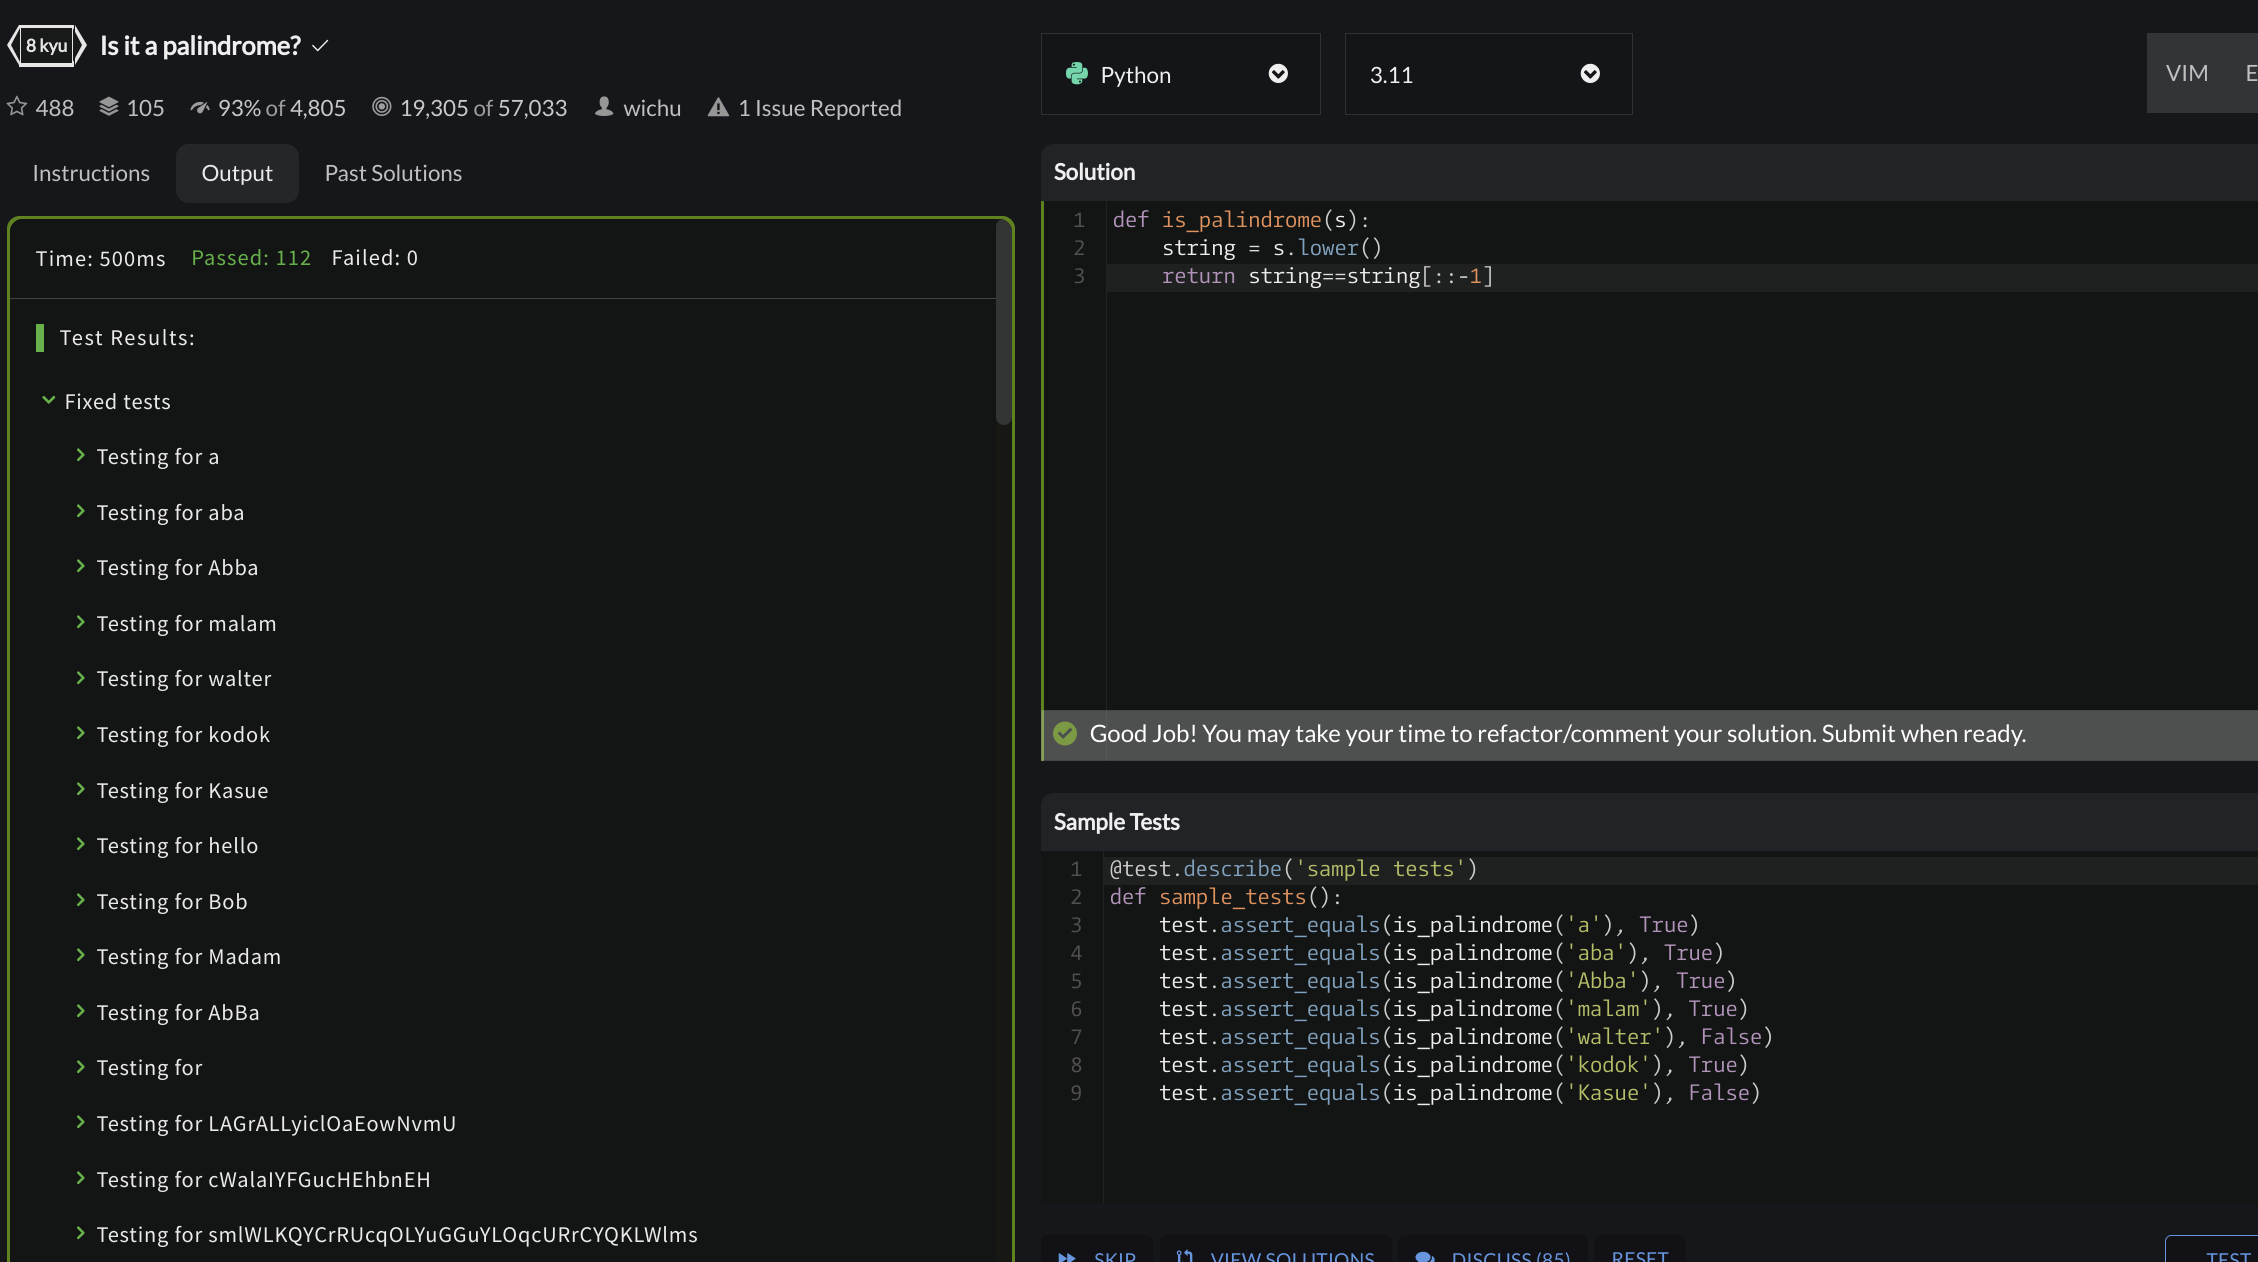 8 kyu Is it a palindrome?
488 105 93% of 4,805 19,305 of 57,033 wichu 1 Issue Reported
Instructions Output Past Solutions
Time: 500ms Passed: 112 Failed: 0
Test Results:
Fixed tests
Testing for a
Testing for aba
Testing for Abba
Testing for malam
Testing for walter
Testing for kodok
Testing for Kasue
Testing for hello
Testing for Bob
Testing for Madam
Testing for AbBa
Testing for
Testing for LAGrALLyiclOaEowNvmU
Testing for cWalaIYFGucHEhbnEH
Testing for smlWLKQYCrRUcqOLYuGGuYLOqcURrCYQKLWlms
Python 3.11 VIM E
Solution
1 def is_palindrome(s):
2     string = s.lower()
3     return string==string[::-1]
Good Job! You may take your time to refactor/comment your solution. Submit when ready.
Sample Tests
1 @test.describe('sample tests')
2 def sample_tests():
3     test.assert_equals(is_palindrome('a'), True)
4     test.assert_equals(is_palindrome('aba'), True)
5     test.assert_equals(is_palindrome('Abba'), True)
6     test.assert_equals(is_palindrome('malam'), True)
7     test.assert_equals(is_palindrome('walter'), False)
8     test.assert_equals(is_palindrome('kodok'), True)
9     test.assert_equals(is_palindrome('Kasue'), False)
SKIP VIEW SOLUTIONS DISCUSS (85) RESET TEST